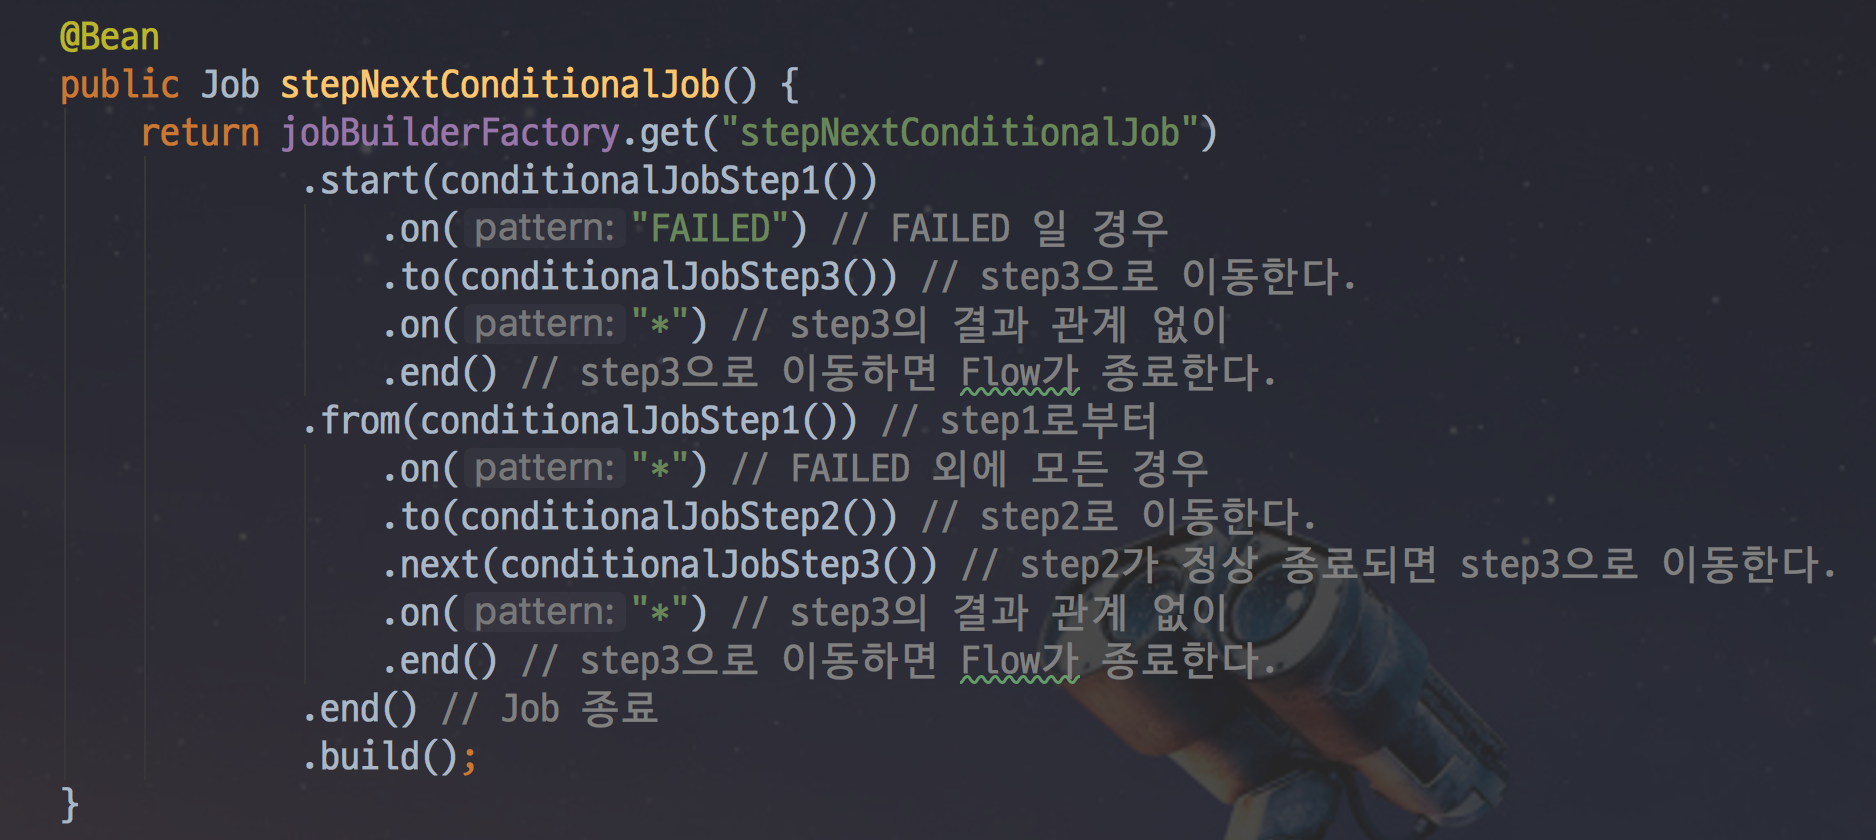 @Bean
public Job stepNextConditionalJob() {
return jobBuilderFactory.get("stepNextConditionalJob")
.start(conditionalJobStep1())
.on( pattern: "FAILED") // FAILED 일 경우
.to(conditionalJobStep3()) // step3으로 이동한다.
.on( pattern: "*") // step3의 결과 관계 없이
.end() // step3으로 이동하면 Flow가 종료한다.
.from(conditionalJobStep1()) // step1로부터
.on( pattern: "*") // FAILED 외에 모든 경우
.to(conditionalJobStep2()) // step2로 이동한다.
.next(conditionalJobStep3()) // step2가 정상 종료되면 step3으로 이동한다.
.on( pattern: "*") // step3의 결과 관계 없이
.end() // step3으로 이동하면 Flow가 종료한다.
.end() // Job 종료
.build();
}